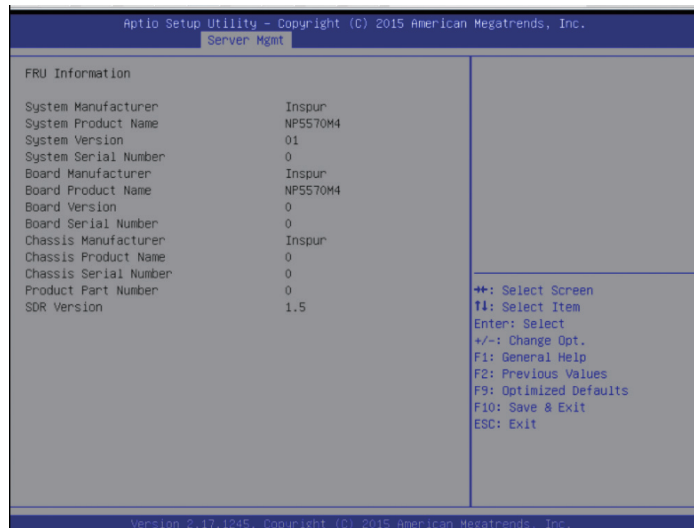 Aptio Setup Utility – Copyright (C) 2015 American Megatrends, Inc.
Server Mgmt
FRU Information
System Manufacturer Inspur
System Product Name NP5570M4
System Version 01
System Serial Number 0
Board Manufacturer Inspur
Board Product Name NP5570M4
Board Version 0
Board Serial Number 0
Chassis Manufacturer Inspur
Chassis Product Name 0
Chassis Serial Number 0
Product Part Number 0
SDR Version 1.5
→←: Select Screen
↑↓: Select Item
Enter: Select
+/-: Change Opt.
F1: General Help
F2: Previous Values
F9: Optimized Defaults
F10: Save & Exit
ESC: Exit
Version 2.17.1245. Copyright (C) 2015 American Megatrends, Inc.